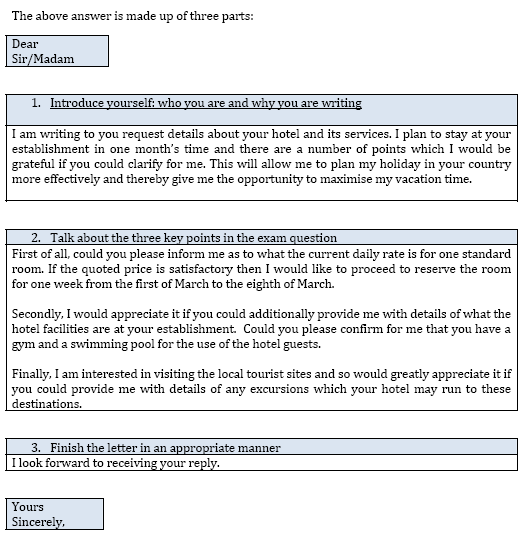 The above answer is made up of three parts:
Dear
Sir/Madam
1. Introduce yourself: who you are and why you are writing
I am writing to you request details about your hotel and its services. I plan to stay at your
establishment in one month's time and there are a number of points which I would be
grateful if you could clarify for me. This will allow me to plan my holiday in your country
more effectively and thereby give me the opportunity to maximise my vacation time.
2. Talk about the three key points in the exam question
First of all, could you please inform me as to what the current daily rate is for one standard
room. If the quoted price is satisfactory then I would like to proceed to reserve the room
for one week from the first of March to the eighth of March.
Secondly, I would appreciate it if you could additionally provide me with details of what the
hotel facilities are at your establishment. Could you please confirm for me that you have a
gym and a swimming pool for the use of the hotel guests.
Finally, I am interested in visiting the local tourist sites and so would greatly appreciate it if
you could provide me with details of any excursions which your hotel may run to these
destinations.
3. Finish the letter in an appropriate manner
I look forward to receiving your reply.
Yours
Sincerely,